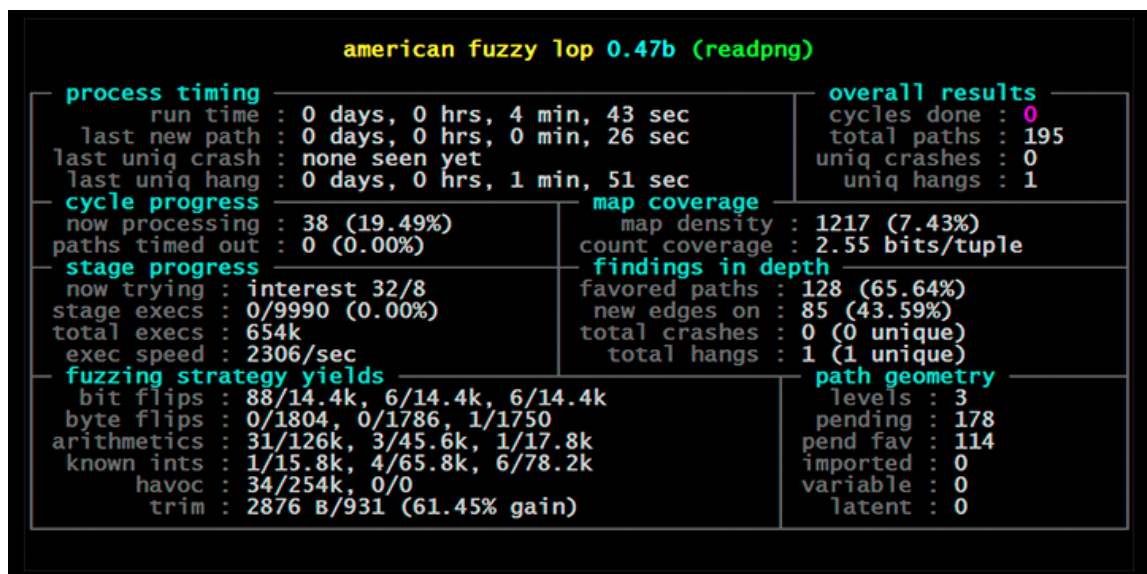 american fuzzy lop 0.47b (readpng)
process timing overall results
run time : 0 days, 0 hrs, 4 min, 43 sec cycles done : 0
last new path : 0 days, 0 hrs, 0 min, 26 sec total paths : 195
last uniq crash : none seen yet uniq crashes : 0
last uniq hang : 0 days, 0 hrs, 1 min, 51 sec uniq hangs : 1
cycle progress map coverage
now processing : 38 (19.49%) map density : 1217 (7.43%)
paths timed out : 0 (0.00%) count coverage : 2.55 bits/tuple
stage progress findings in depth
now trying : interest 32/8 favored paths : 128 (65.64%)
stage execs : 0/9990 (0.00%) new edges on : 85 (43.59%)
total execs : 654k total crashes : 0 (0 unique)
exec speed : 2306/sec total hangs : 1 (1 unique)
fuzzing strategy yields path geometry
bit flips : 88/14.4k, 6/14.4k, 6/14.4k levels : 3
byte flips : 0/1804, 0/1786, 1/1750 pending : 178
arithmetics : 31/126k, 3/45.6k, 1/17.8k pend fav : 114
known ints : 1/15.8k, 4/65.8k, 6/78.2k imported : 0
havoc : 34/254k, 0/0 variable : 0
trim : 2876 B/931 (61.45% gain) latent : 0